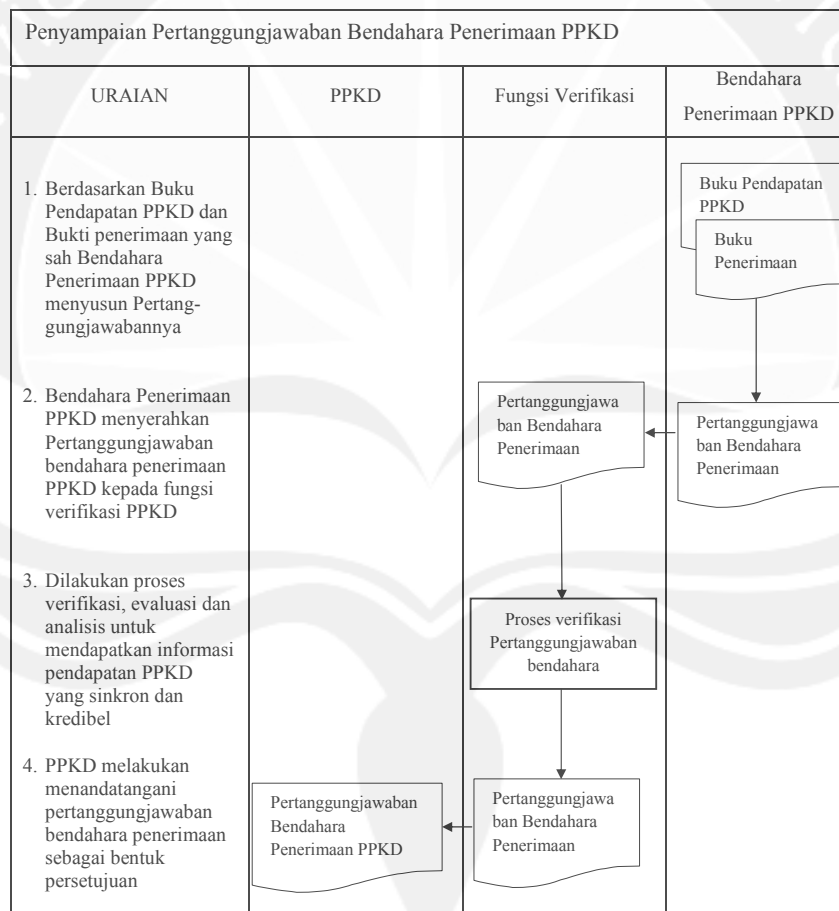 Penyampaian Pertanggungjawaban Bendahara Penerimaan PPKD
URAIAN
PPKD
Fungsi Verifikasi
Bendahara
Penerimaan PPKD
1. Berdasarkan Buku
Pendapatan PPKD dan
Bukti penerimaan yang
sah Bendahara
Penerimaan PPKD
menyusun Pertang-
gungjawabannya
Buku Pendapatan
PPKD
Buku
Penerimaan
2. Bendahara Penerimaan
PPKD menyerahkan
Pertanggungjawaban
bendahara penerimaan
PPKD kepada fungsi
verifikasi PPKD
Pertanggungjawa
ban Bendahara
Penerimaan
Pertanggungjawa
ban Bendahara
Penerimaan
3. Dilakukan proses
verifikasi, evaluasi dan
analisis untuk
mendapatkan informasi
pendapatan PPKD
yang sinkron dan
kredibel
Proses verifikasi
Pertanggungjawaban
bendahara
4. PPKD melakukan
menandatangani
pertanggungjawaban
bendahara penerimaan
sebagai bentuk
persetujuan
Pertanggungjawaban
Bendahara
Penerimaan PPKD
Pertanggungjawa
ban Bendahara
Penerimaan